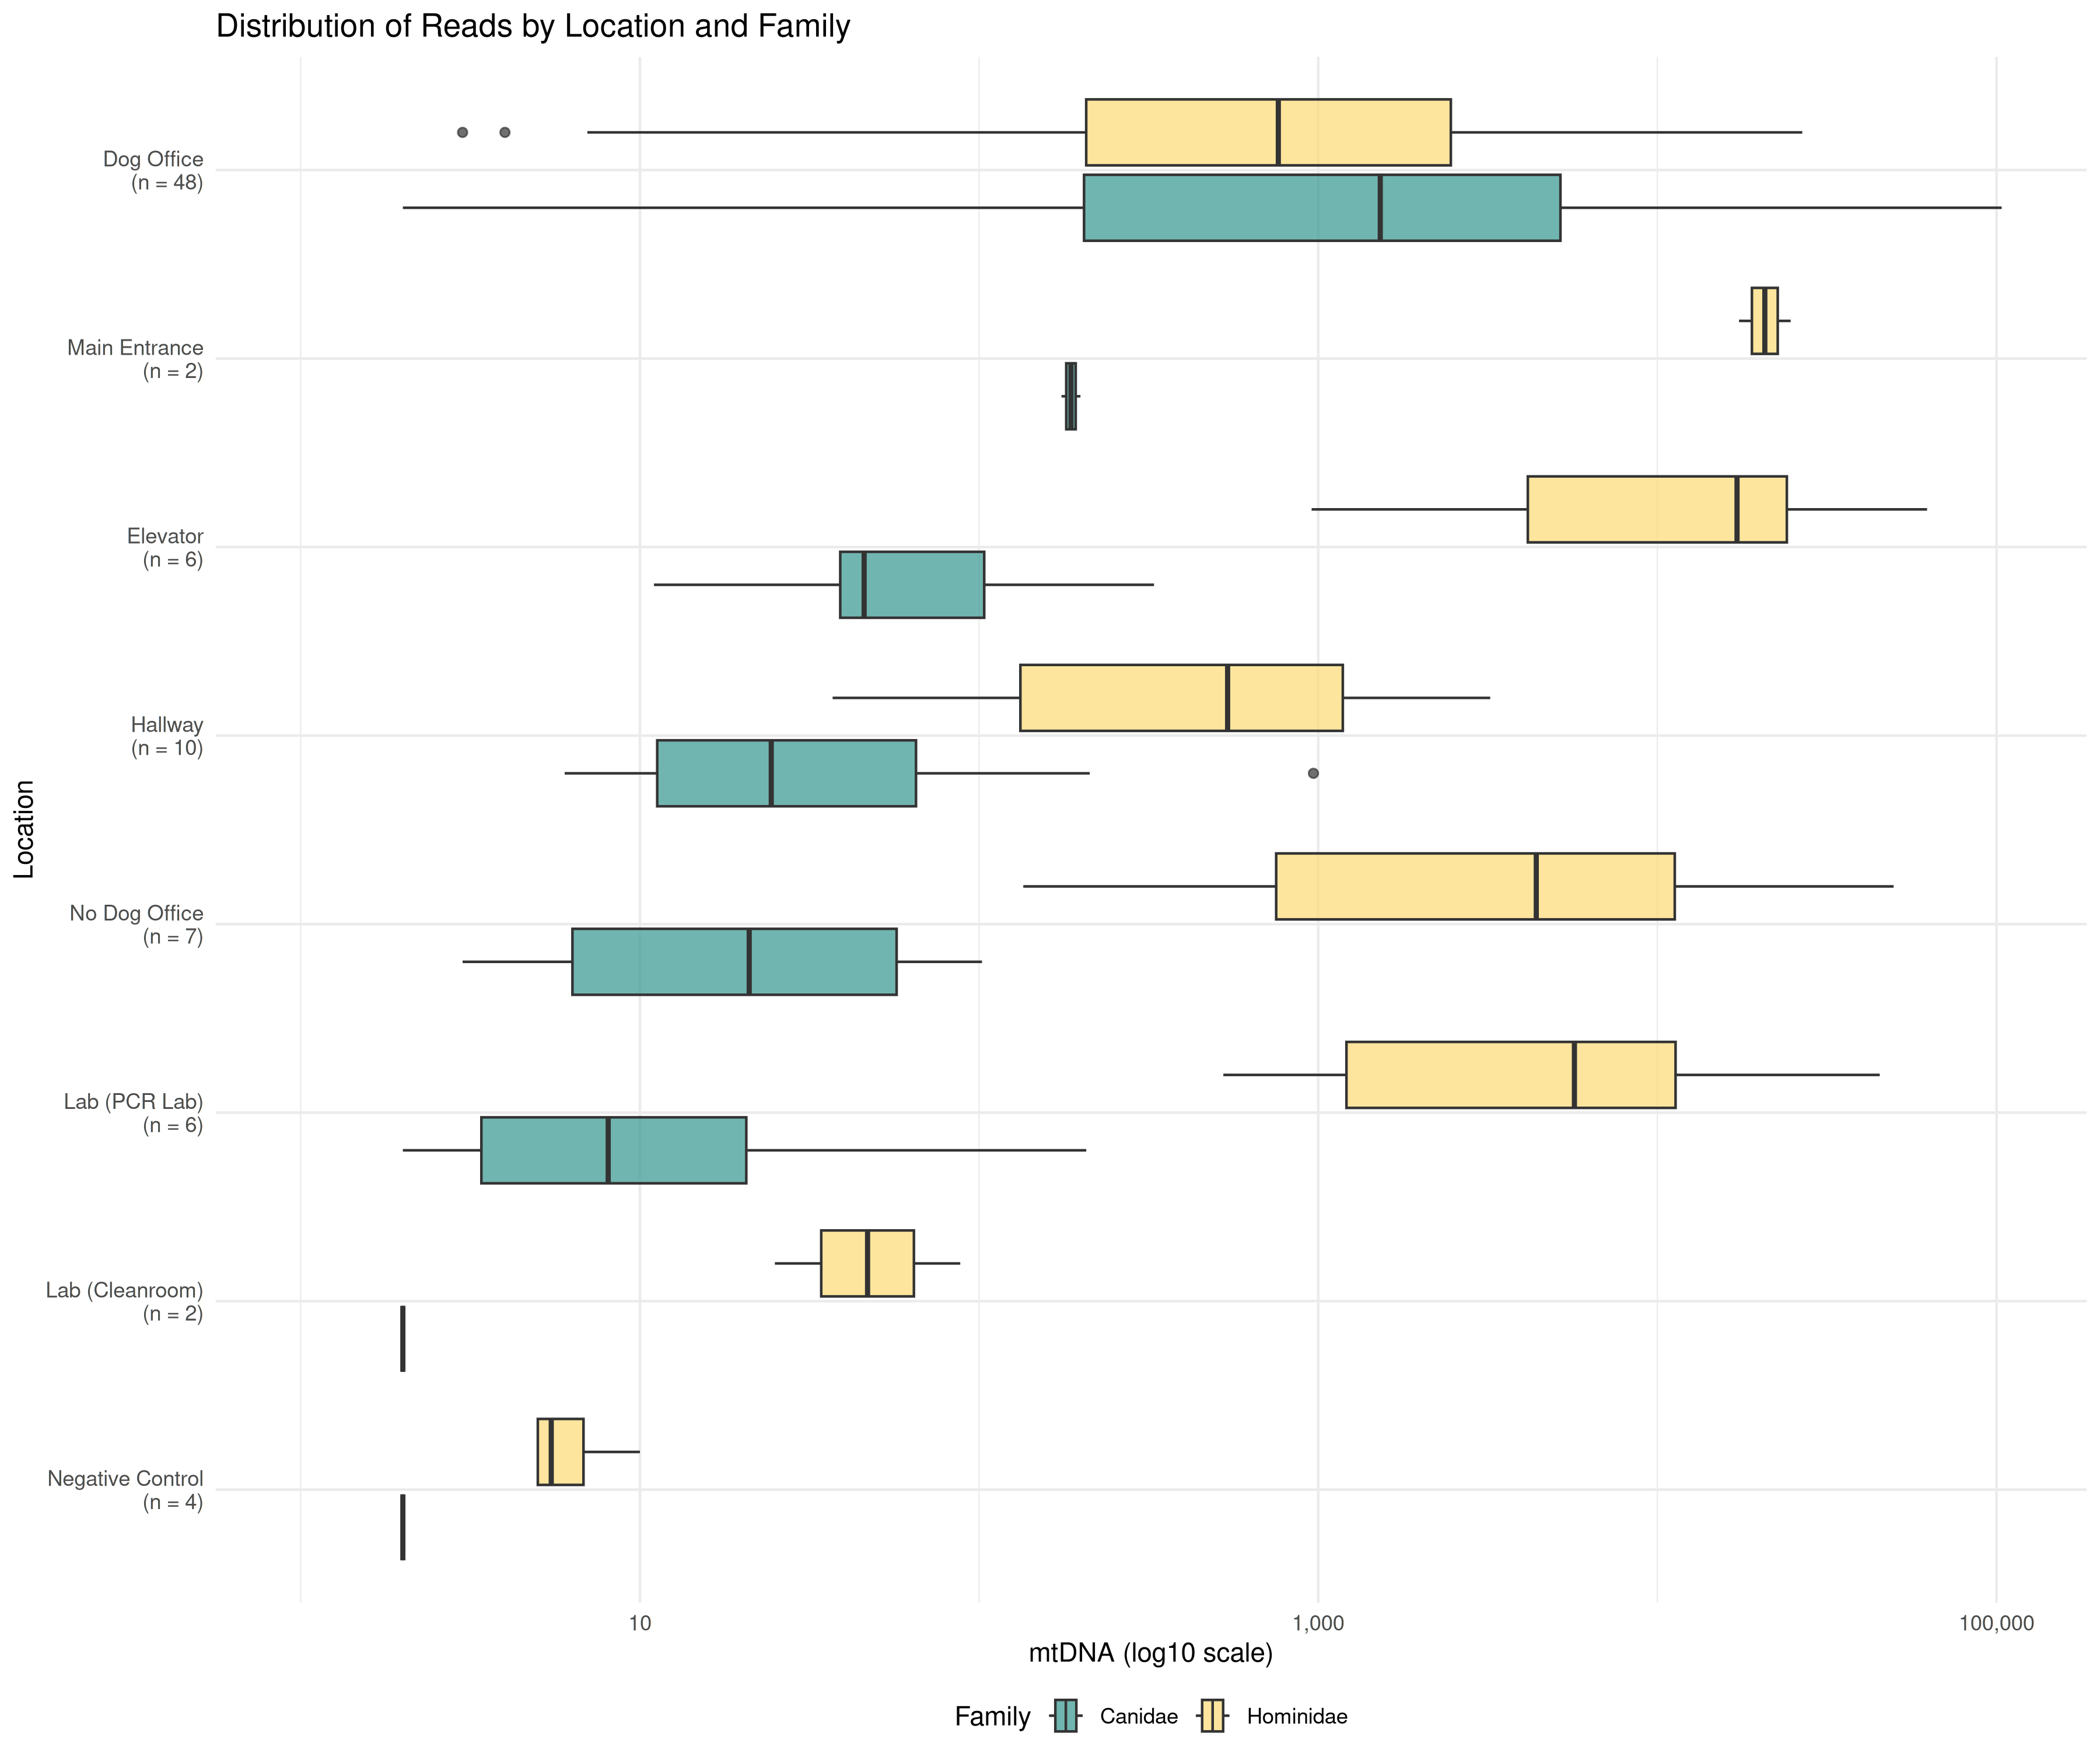 Distribution of Reads by Location and Family
Dog Office
(n = 48)
Main Entrance
(n = 2)
Elevator
(n = 6)
Hallway
(n = 10)
No Dog Office
(n = 7)
Lab (PCR Lab)
(n = 6)
Lab (Cleanroom)
(n = 2)
Negative Control
(n = 4)
Location
10
1,000
100,000
mtDNA (log10 scale)
Family
Canidae
Hominidae